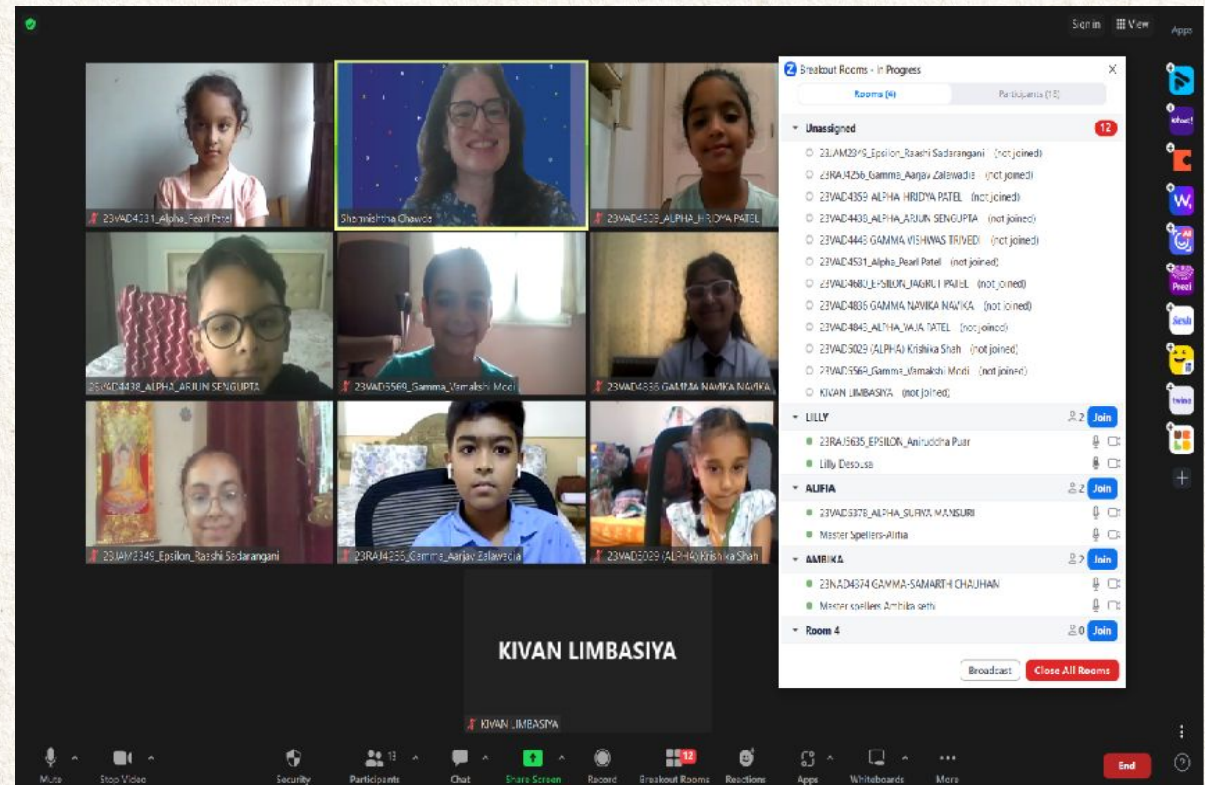 Sign in View Apps
23VAD4531_Alpha_Pearl Patel
Sharmishtha Chawda
23VAD4359_ALPHA_HRIDYA PATEL
23VAD4438_ALPHA_ARJUN SENGUPTA
23VAD5569_Gamma_Vamakshi Modi
23VAD4836 GAMMA NAVIKA NAVIKA
23JAM2349_Epsilon_Raashi Sadarangani
23RAJ4256_Gamma_Aarjav Zalawadia
23VAD5029 (ALPHA) Krishika Shah
KIVAN LIMBASIYA
KIVAN LIMBASIYA
Breakout Rooms - In Progress X
Rooms (4) Participants (18)
Unassigned 12
23JAM2349_Epsilon_Raashi Sadarangani (not joined)
23RAJ4256_Gamma_Aarjav Zalawadia (not joined)
23VAD4359 ALPHA HRIDYA PATEL (not joined)
23VAD4438_ALPHA_ARJUN SENGUPTA (not joined)
23VAD4443 GAMMA VISHWAS TRIVEDI (not joined)
23VAD4531_Alpha_Pearl Patel (not joined)
23VAD4680_EPSILON_JAGRUT PATEL (not joined)
23VAD4836 GAMMA NAVIKA NAVIKA (not joined)
23VAD4845_ALPHA_VAJA PATEL (not joined)
23VAD5029 (ALPHA) Krishika Shah (not joined)
23VAD5569_Gamma_Vamakshi Modi (not joined)
KIVAN LIMBASIYA (not joined)
LILLY 2 Join
23RAJ5635_EPSILON_Aniruddha Puar
Lilly Desousa
ALIFIA 2 Join
23VAD5378_ALPHA_SUFIYA MANSURI
Master Spellers-Alifia
AMBIKA 2 Join
23NAD4374 GAMMA-SAMARTH CHAUHAN
Master spellers Ambika sethi
Room 4 0 Join
Broadcast Close All Rooms
Kahoot!
W
AI
Prezi
Sesh
twine
Mute
Stop Video
Security
13
Participants
Chat
Share Screen
Record
12
Breakout Rooms
Reactions
Apps
Whiteboards
More
End